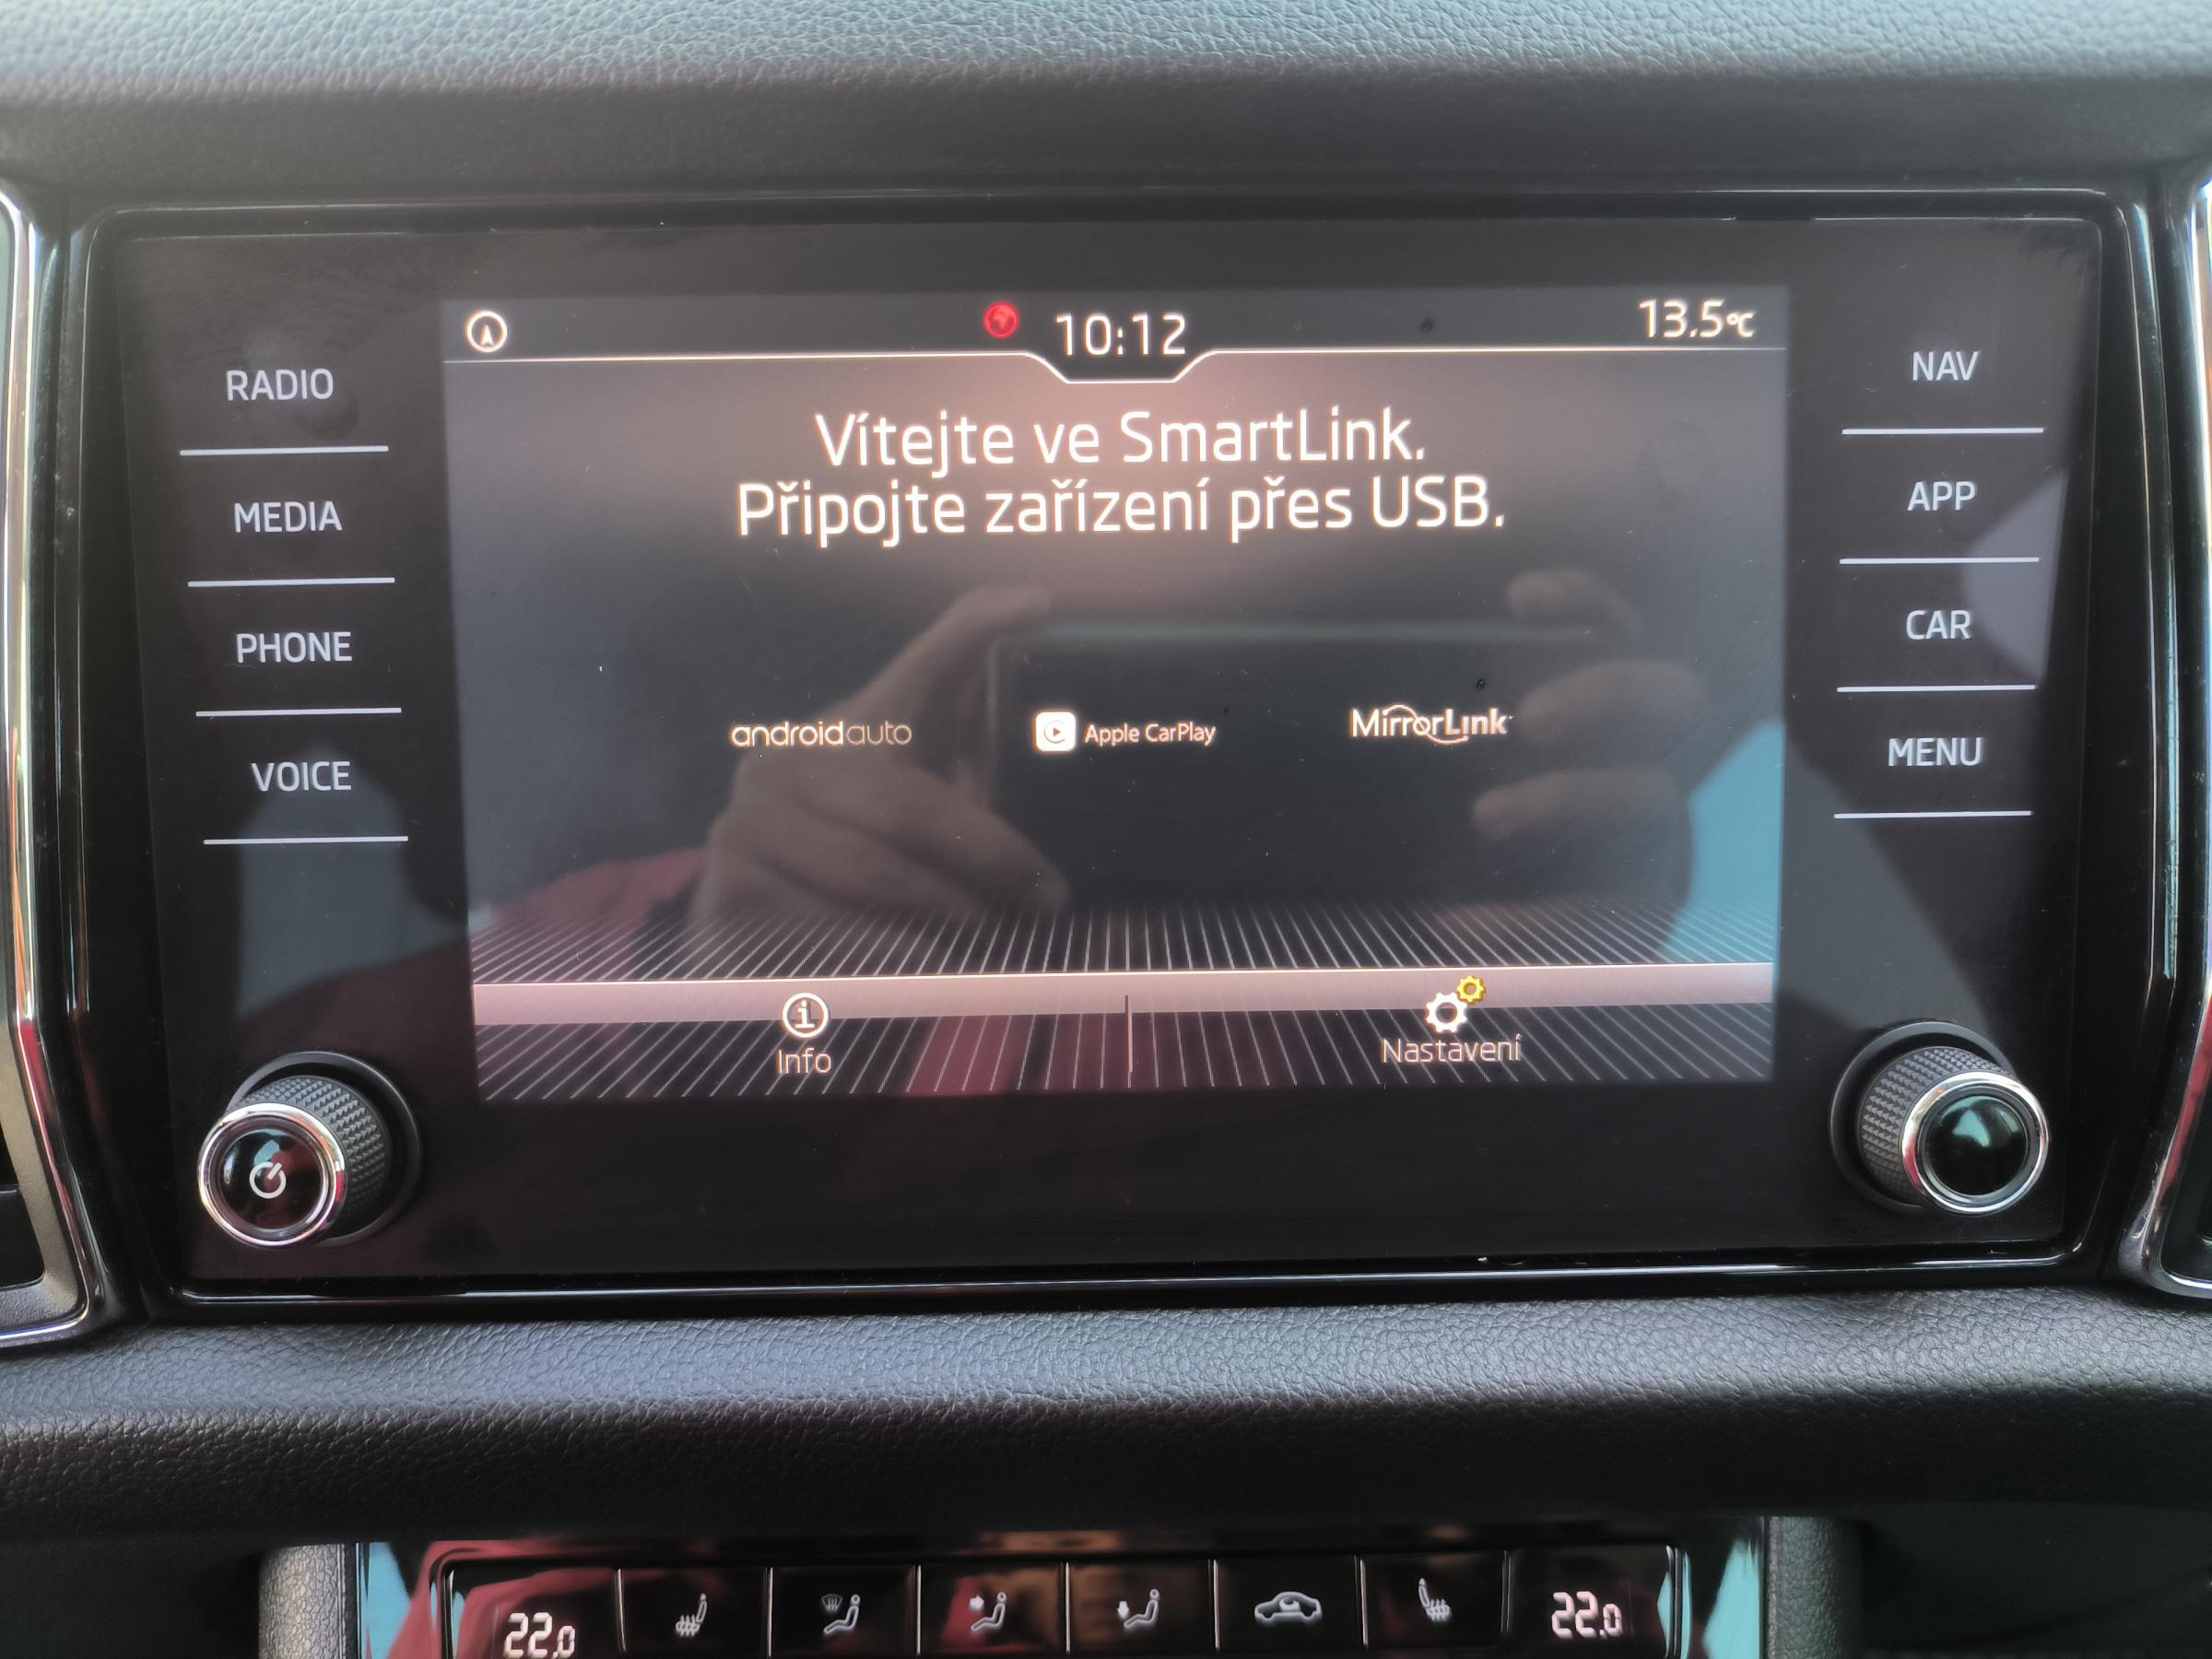 10:12
13.5°C
RADIO
MEDIA
PHONE
VOICE
Vítejte ve SmartLink.
Připojte zařízení přes USB.
androidauto
Apple CarPlay
MirrorLink
Info
Nastavení
NAV
APP
CAR
MENU
22.0
22.0